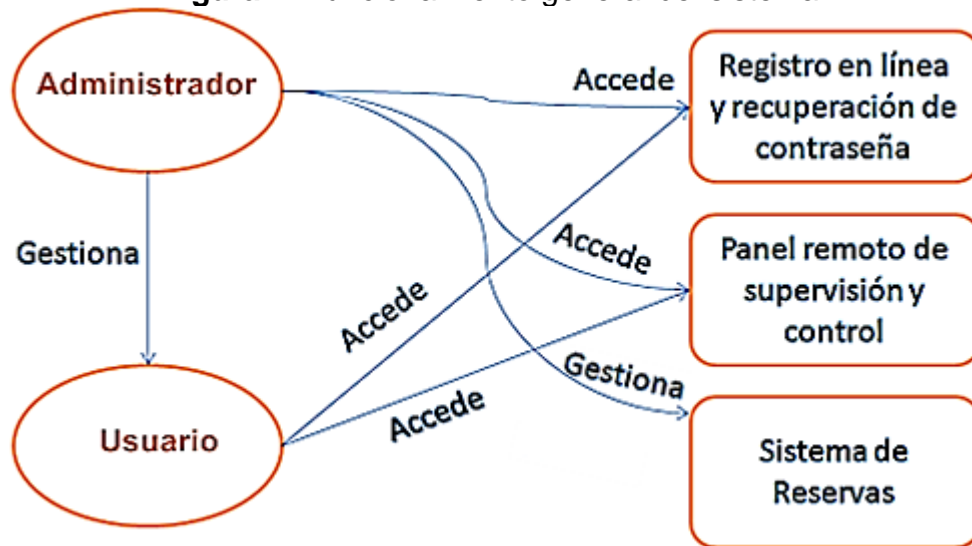 Administrador
Accede
Registro en línea
y recuperación de
contraseña
Gestiona
Accede
Panel remoto de
supervisión y
control
Accede
Accede
Gestiona
Usuario
Sistema de
Reservas